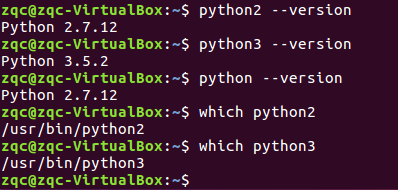 zqc@zqc-VirtualBox:~$ python2 --version
Python 2.7.12
zqc@zqc-VirtualBox:~$ python3 --version
Python 3.5.2
zqc@zqc-VirtualBox:~$ python --version
Python 2.7.12
zqc@zqc-VirtualBox:~$ which python2
/usr/bin/python2
zqc@zqc-VirtualBox:~$ which python3
/usr/bin/python3
zqc@zqc-VirtualBox:~$